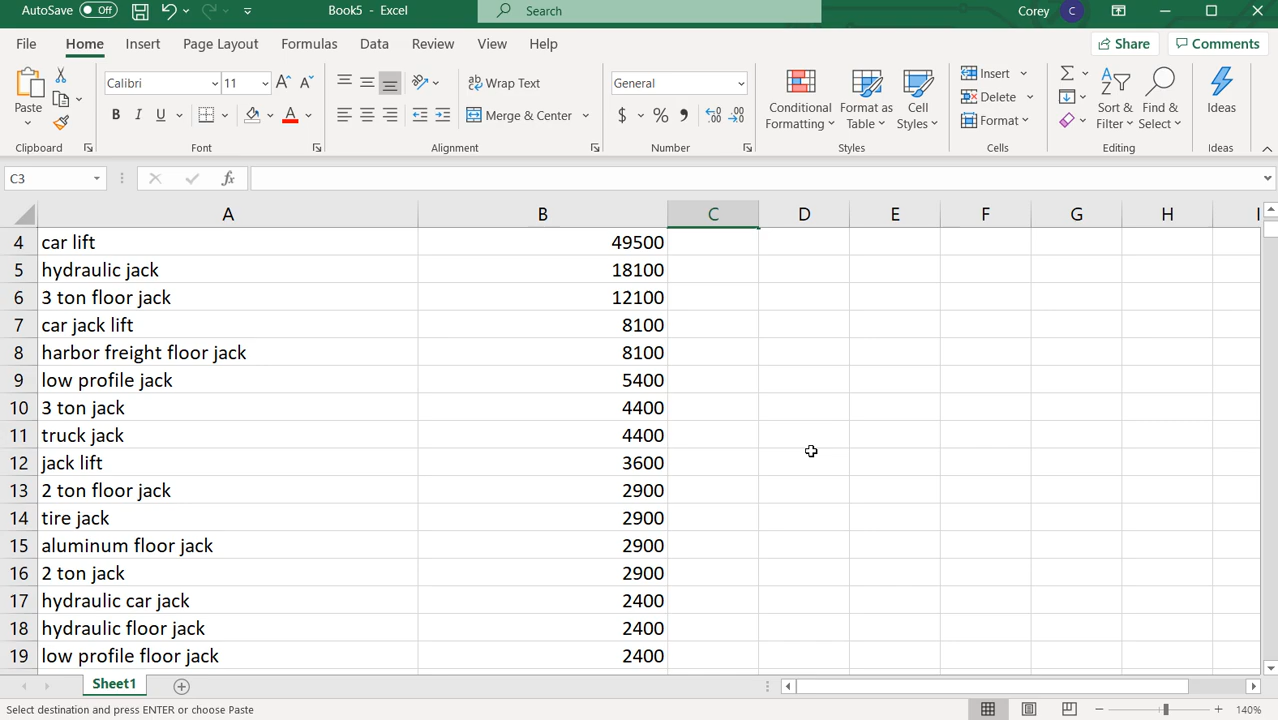 AutoSave Off Book5 - Excel Search Corey C
File Home Insert Page Layout Formulas Data Review View Help Share Comments
Calibri 11 Wrap Text General Insert
Paste B I U Merge & Center $ % Conditional Formatting Format as Table Cell Styles Delete Sort & Filter Find & Select Ideas
Format
Clipboard Font Alignment Number Styles Cells Editing Ideas
C3 fx
A B C D E F G H I
4 car lift 49500
5 hydraulic jack 18100
6 3 ton floor jack 12100
7 car jack lift 8100
8 harbor freight floor jack 8100
9 low profile jack 5400
10 3 ton jack 4400
11 truck jack 4400
12 jack lift 3600
13 2 ton floor jack 2900
14 tire jack 2900
15 aluminum floor jack 2900
16 2 ton jack 2900
17 hydraulic car jack 2400
18 hydraulic floor jack 2400
19 low profile floor jack 2400
Sheet1
Select destination and press ENTER or choose Paste 140%